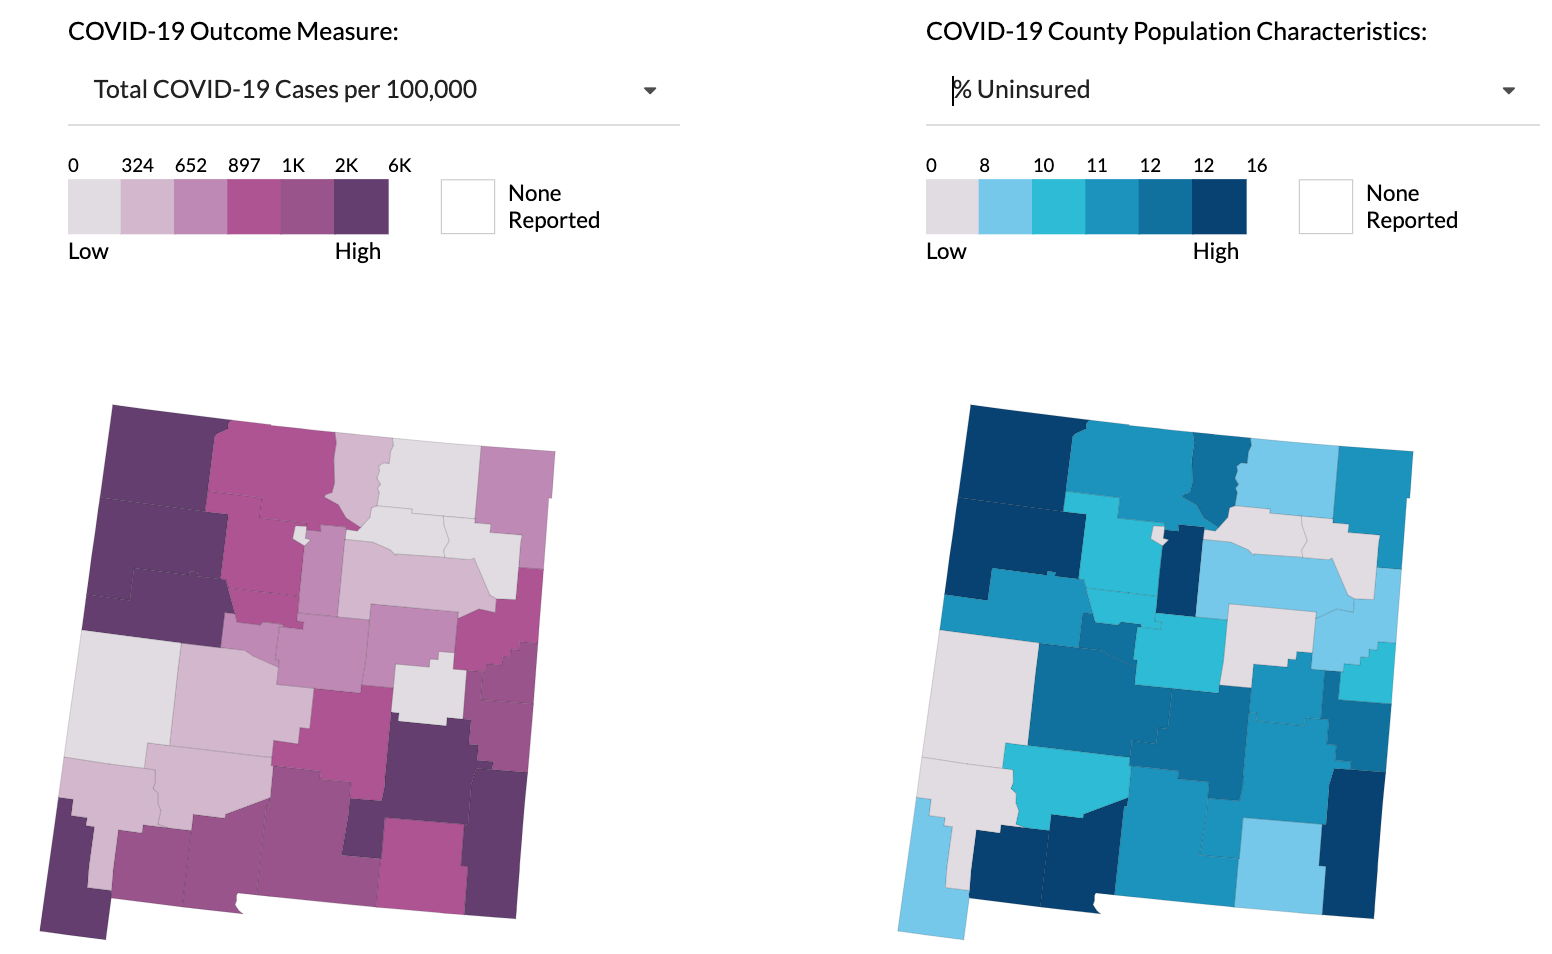 COVID-19 Outcome Measure:
Total COVID-19 Cases per 100,000
0 324 652 897 1K 2K 6K
None
Reported
Low High
COVID-19 County Population Characteristics:
% Uninsured
0 8 10 11 12 12 16
None
Reported
Low High